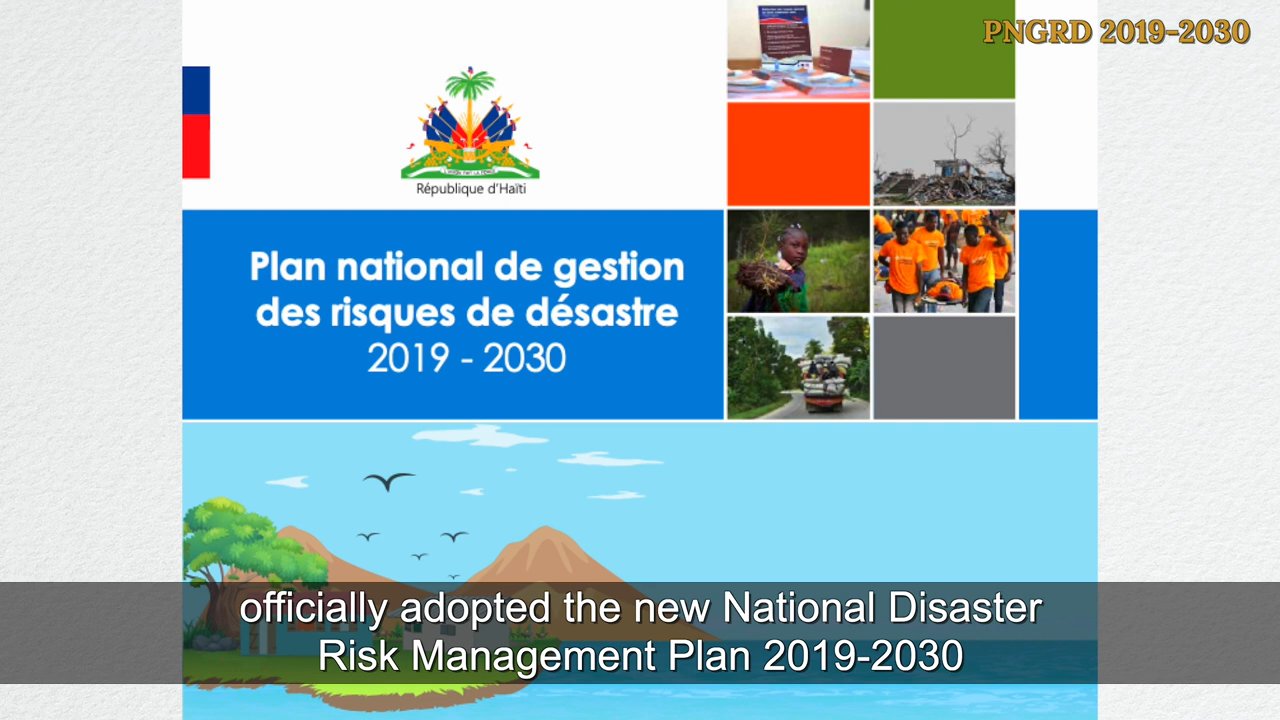 PNGRD 2019-2030
République d'Haïti
Plan national de gestion
des risques de désastre
2019 - 2030
officially adopted the new National Disaster
Risk Management Plan 2019-2030